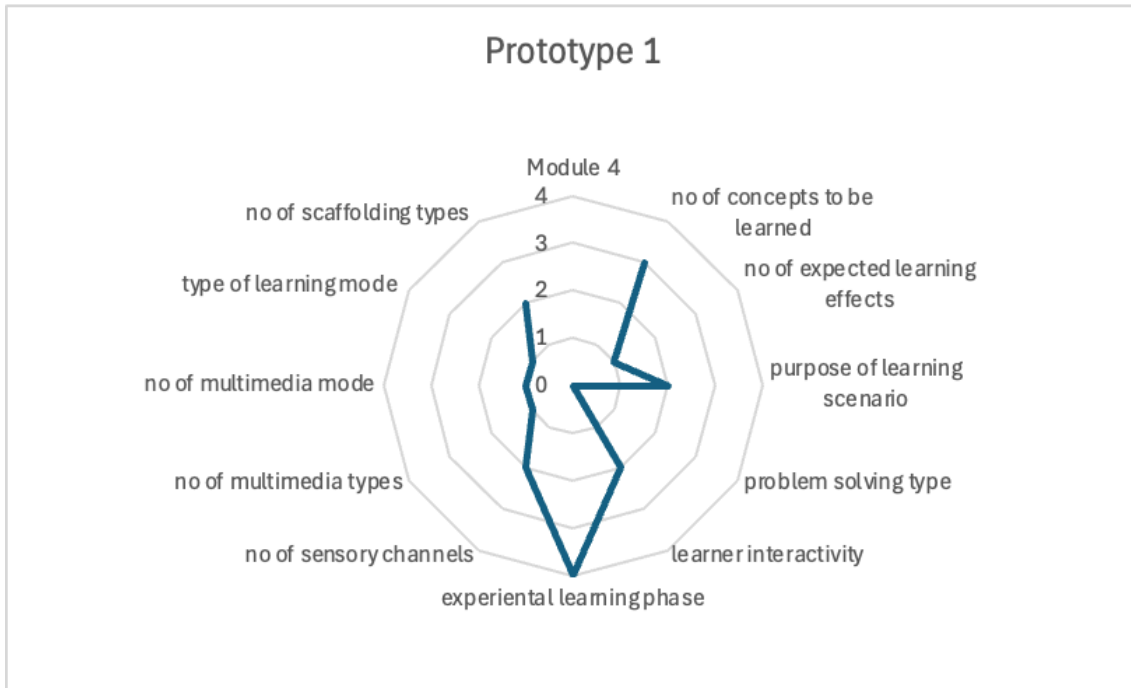 Prototype 1
Module 4
no of concepts to be
learned
no of expected learning
effects
purpose of learning
scenario
problem solving type
learner interactivity
experiental learning phase
no of sensory channels
no of multimedia types
no of multimedia mode
type of learning mode
no of scaffolding types
4
3
2
1
0